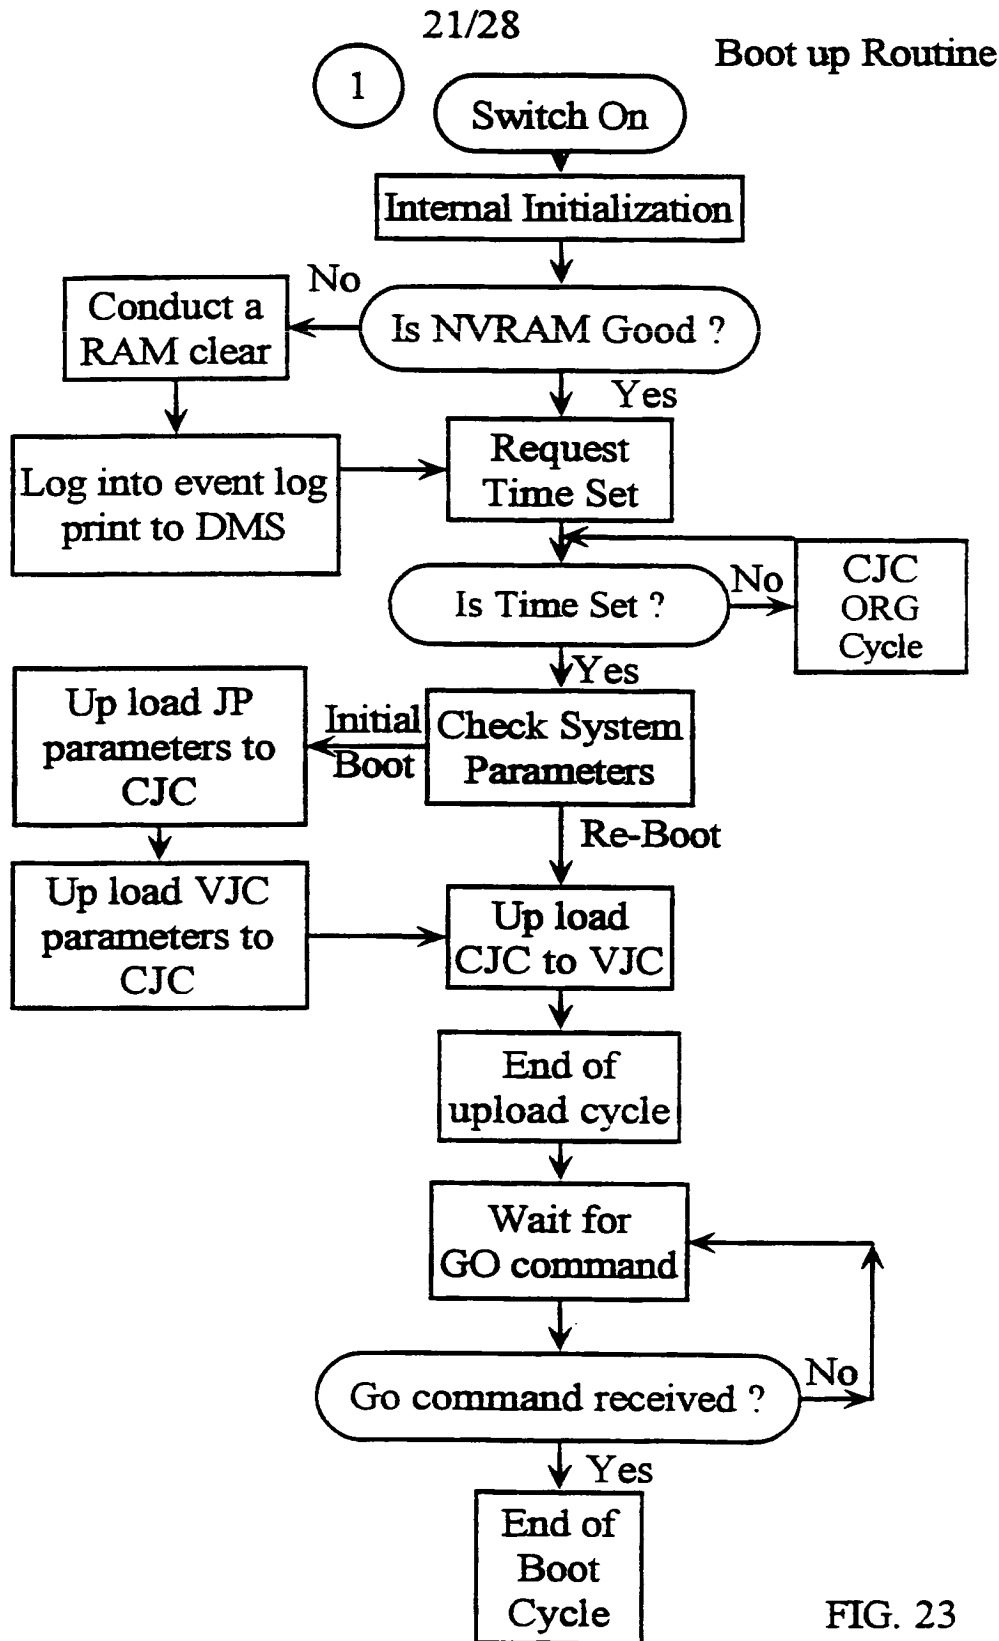 21/28
Boot up Routine
1
Switch On
Internal Initialization
No
Conduct a
RAM clear
Is NVRAM Good ?
Yes
Log into event log
print to DMS
Request
Time Set
Is Time Set ?
No
CJC
ORG
Cycle
Yes
Up load JP
parameters to
CJC
Initial
Boot
Check System
Parameters
Re-Boot
Up load VJC
parameters to
CJC
Up load
CJC to VJC
End of
upload cycle
Wait for
GO command
Go command received ?
No
Yes
End of
Boot
Cycle
FIG. 23